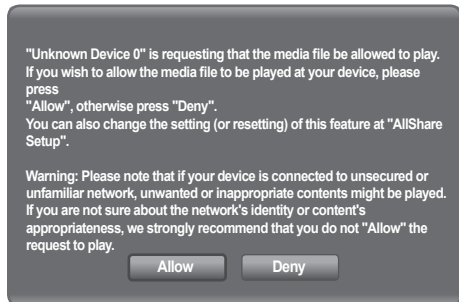 "Unknown Device 0" is requesting that the media file be allowed to play.
If you wish to allow the media file to be played at your device, please
press
"Allow", otherwise press "Deny".
You can also change the setting (or resetting) of this feature at "AllShare
Setup".
Warning: Please note that if your device is connected to unsecured or
unfamiliar network, unwanted or inappropriate contents might be played.
If you are not sure about the network's identity or content's
appropriateness, we strongly recommend that you do not "Allow" the
request to play.
Allow Deny